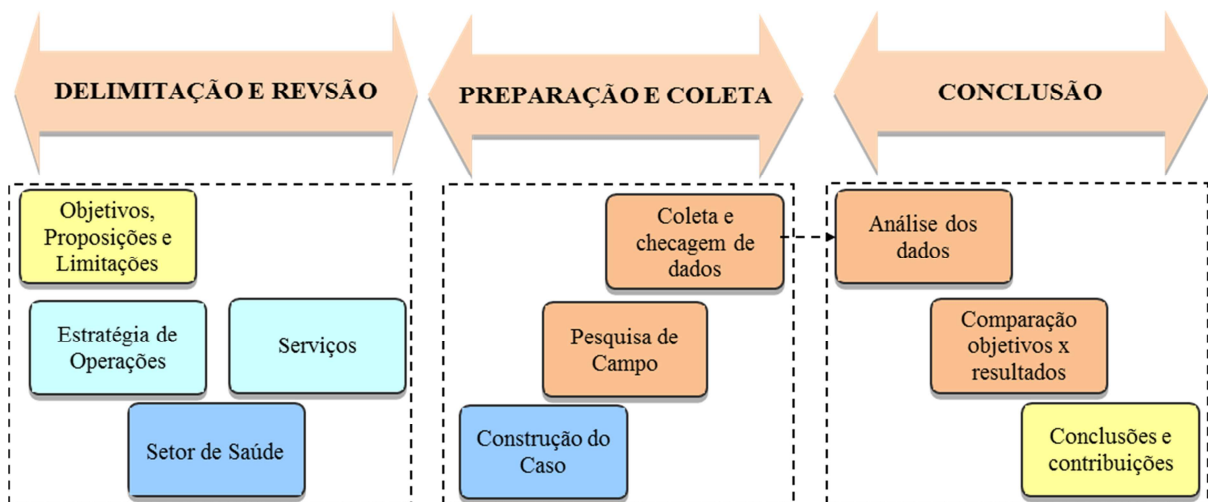 DELIMITAÇÃO E REVSÃO
PREPARAÇÃO E COLETA
CONCLUSÃO
Objetivos,
Proposições e
Limitações
Estratégia de
Operações
Serviços
Setor de Saúde
Coleta e
checagem de
dados
Pesquisa de
Campo
Construção do
Caso
Análise dos
dados
Comparação
objetivos x
resultados
Conclusões e
contribuições